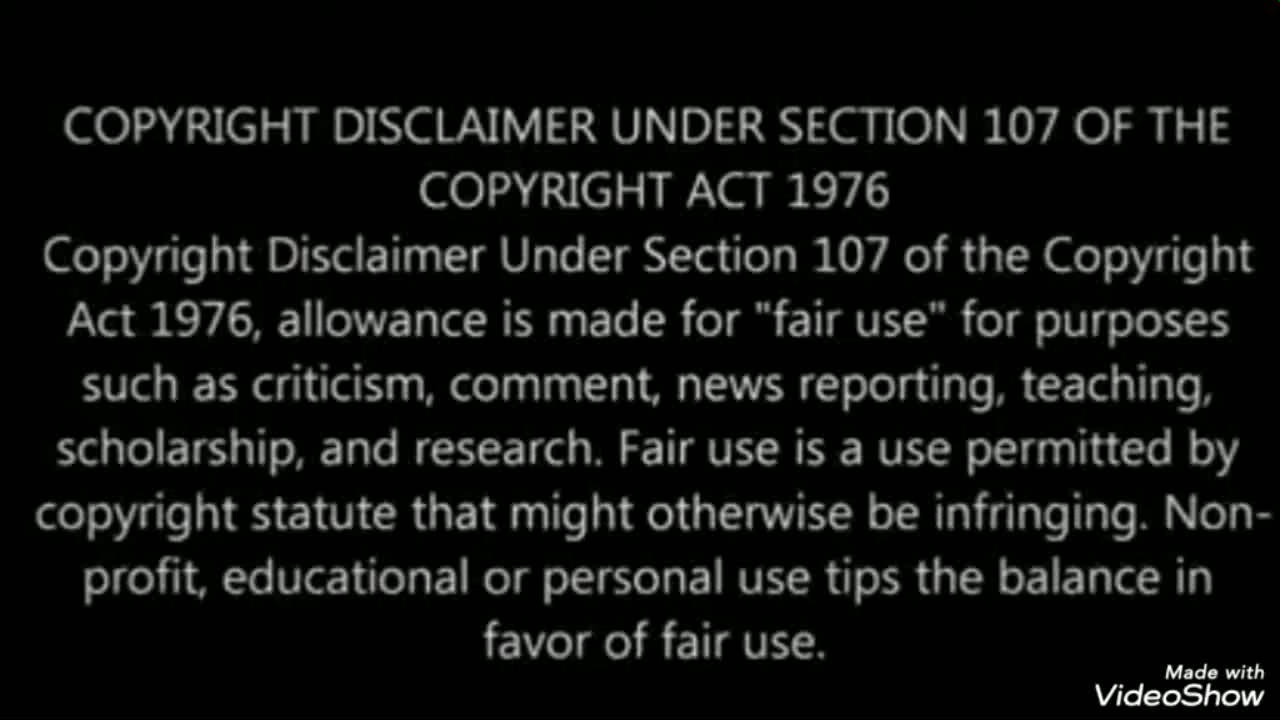 COPYRIGHT DISCLAIMER UNDER SECTION 107 OF THE
COPYRIGHT ACT 1976
Copyright Disclaimer Under Section 107 of the Copyright
Act 1976, allowance is made for "fair use" for purposes
such as criticism, comment, news reporting, teaching,
scholarship, and research. Fair use is a use permitted by
copyright statute that might otherwise be infringing. Non-
profit, educational or personal use tips the balance in
favor of fair use.
Made with
VideoShow